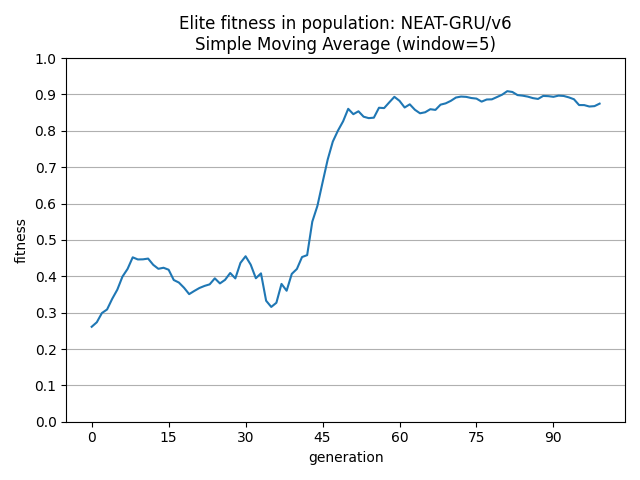 Elite fitness in population: NEAT-GRU/v6
Simple Moving Average (window=5)
1.0
0.9
0.8
0.7
0.6
0.5
0.4
0.3
0.2
0.1
0.0
fitness
0 15 30 45 60 75 90
generation